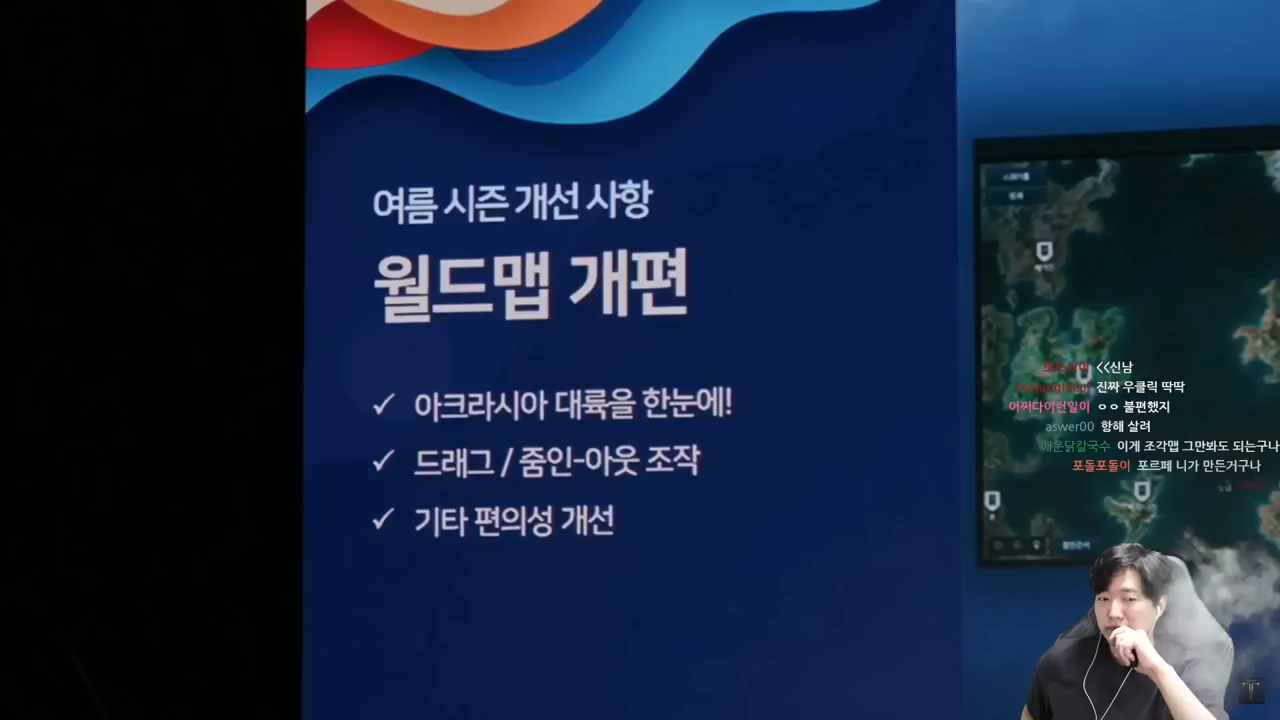 여름 시즌 개선 사항
월드맵 개편
✓ 아크라시아 대륙을 한눈에!
✓ 드래그 / 줌인-아웃 조작
✓ 기타 편의성 개선
<<신남
진짜 우클릭 딱딱
어쩌다이런일이 ㅇㅇ 불편했지
aswer00 항해 살려
매운닭칼국수 이게 조각맵 그만봐도 되는구나
포돌포돌이 포르페 니가 만든거구나